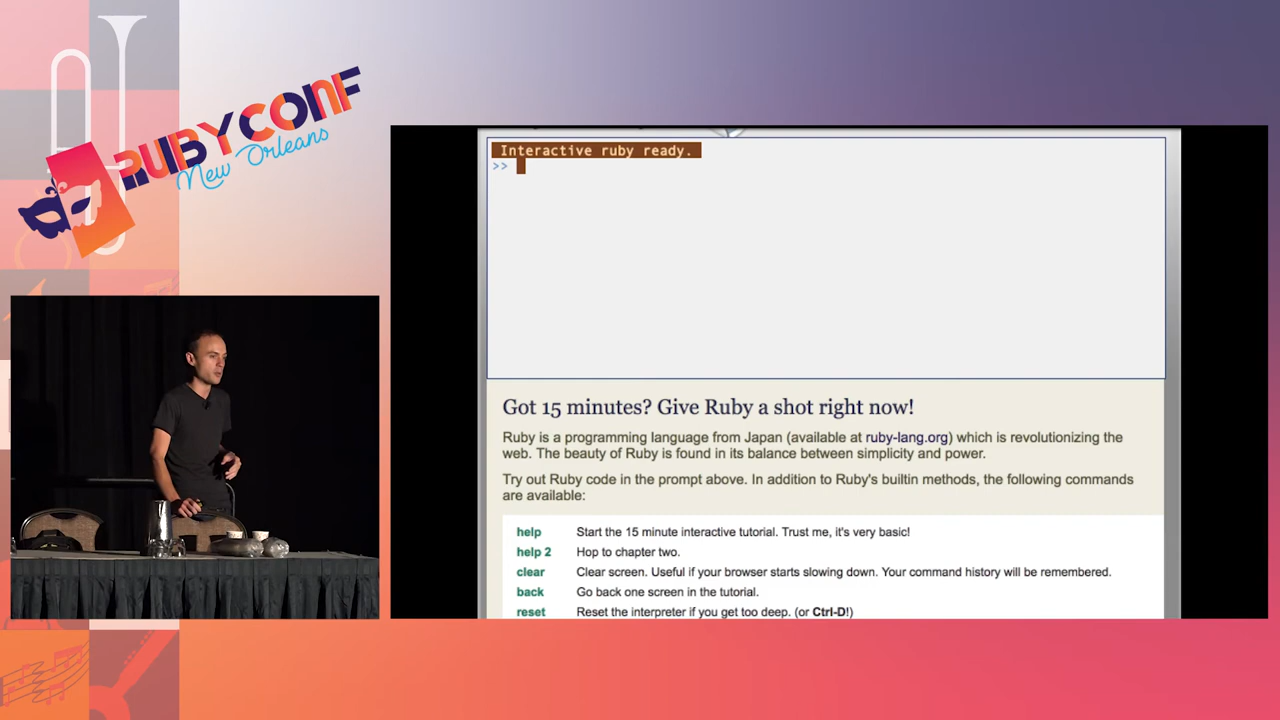 RUBYCONF
New Orleans
Interactive ruby ready.
>>
Got 15 minutes? Give Ruby a shot right now!
Ruby is a programming language from Japan (available at ruby-lang.org) which is revolutionizing the
web. The beauty of Ruby is found in its balance between simplicity and power.
Try out Ruby code in the prompt above. In addition to Ruby's builtin methods, the following commands
are available:
help Start the 15 minute interactive tutorial. Trust me, it's very basic!
help 2 Hop to chapter two.
clear Clear screen. Useful if your browser starts slowing down. Your command history will be remembered.
back Go back one screen in the tutorial.
reset Reset the interpreter if you get too deep. (or Ctrl-D!)